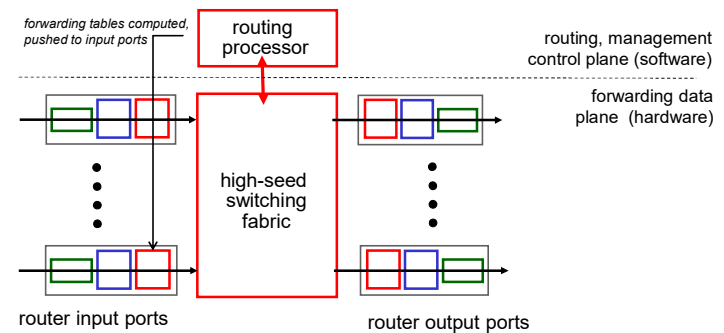 forwarding tables computed,
pushed to input ports
routing
processor
routing, management
control plane (software)
forwarding data
plane (hardware)
high-seed
switching
fabric
router input ports
router output ports